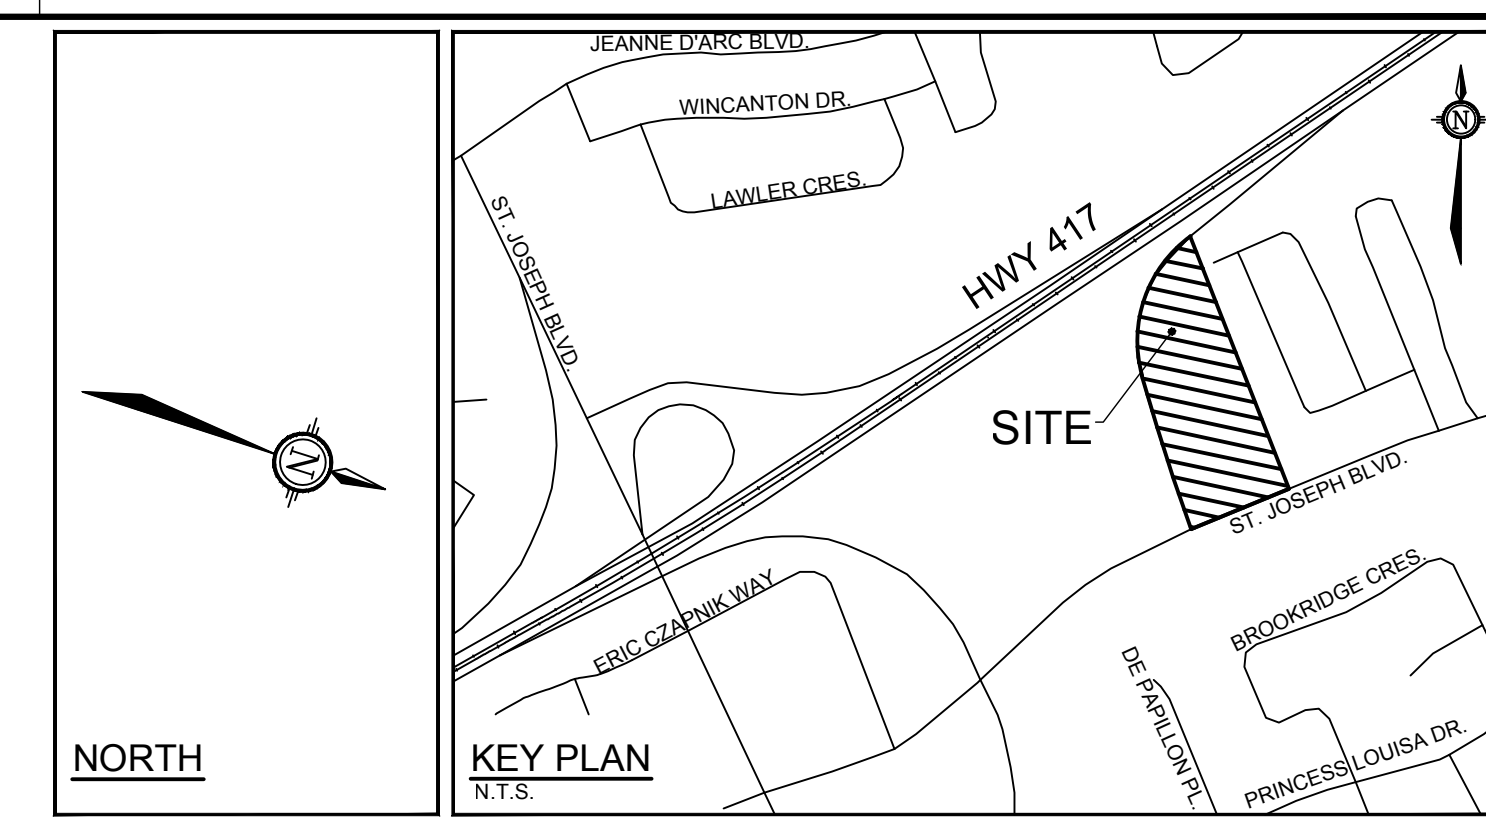 JEANNE D'ARC BLVD.
WINCANTON DR.
LAWLER CRES.
ST. JOSEPH BLVD.
HWY 417
N
SITE
ST. JOSEPH BLVD.
N
ERIC CZAPNIK WAY
BROOKRIDGE CRES.
DE PAPILLON PL.
PRINCESS LOUISA DR.
NORTH
KEY PLAN
N.T.S.